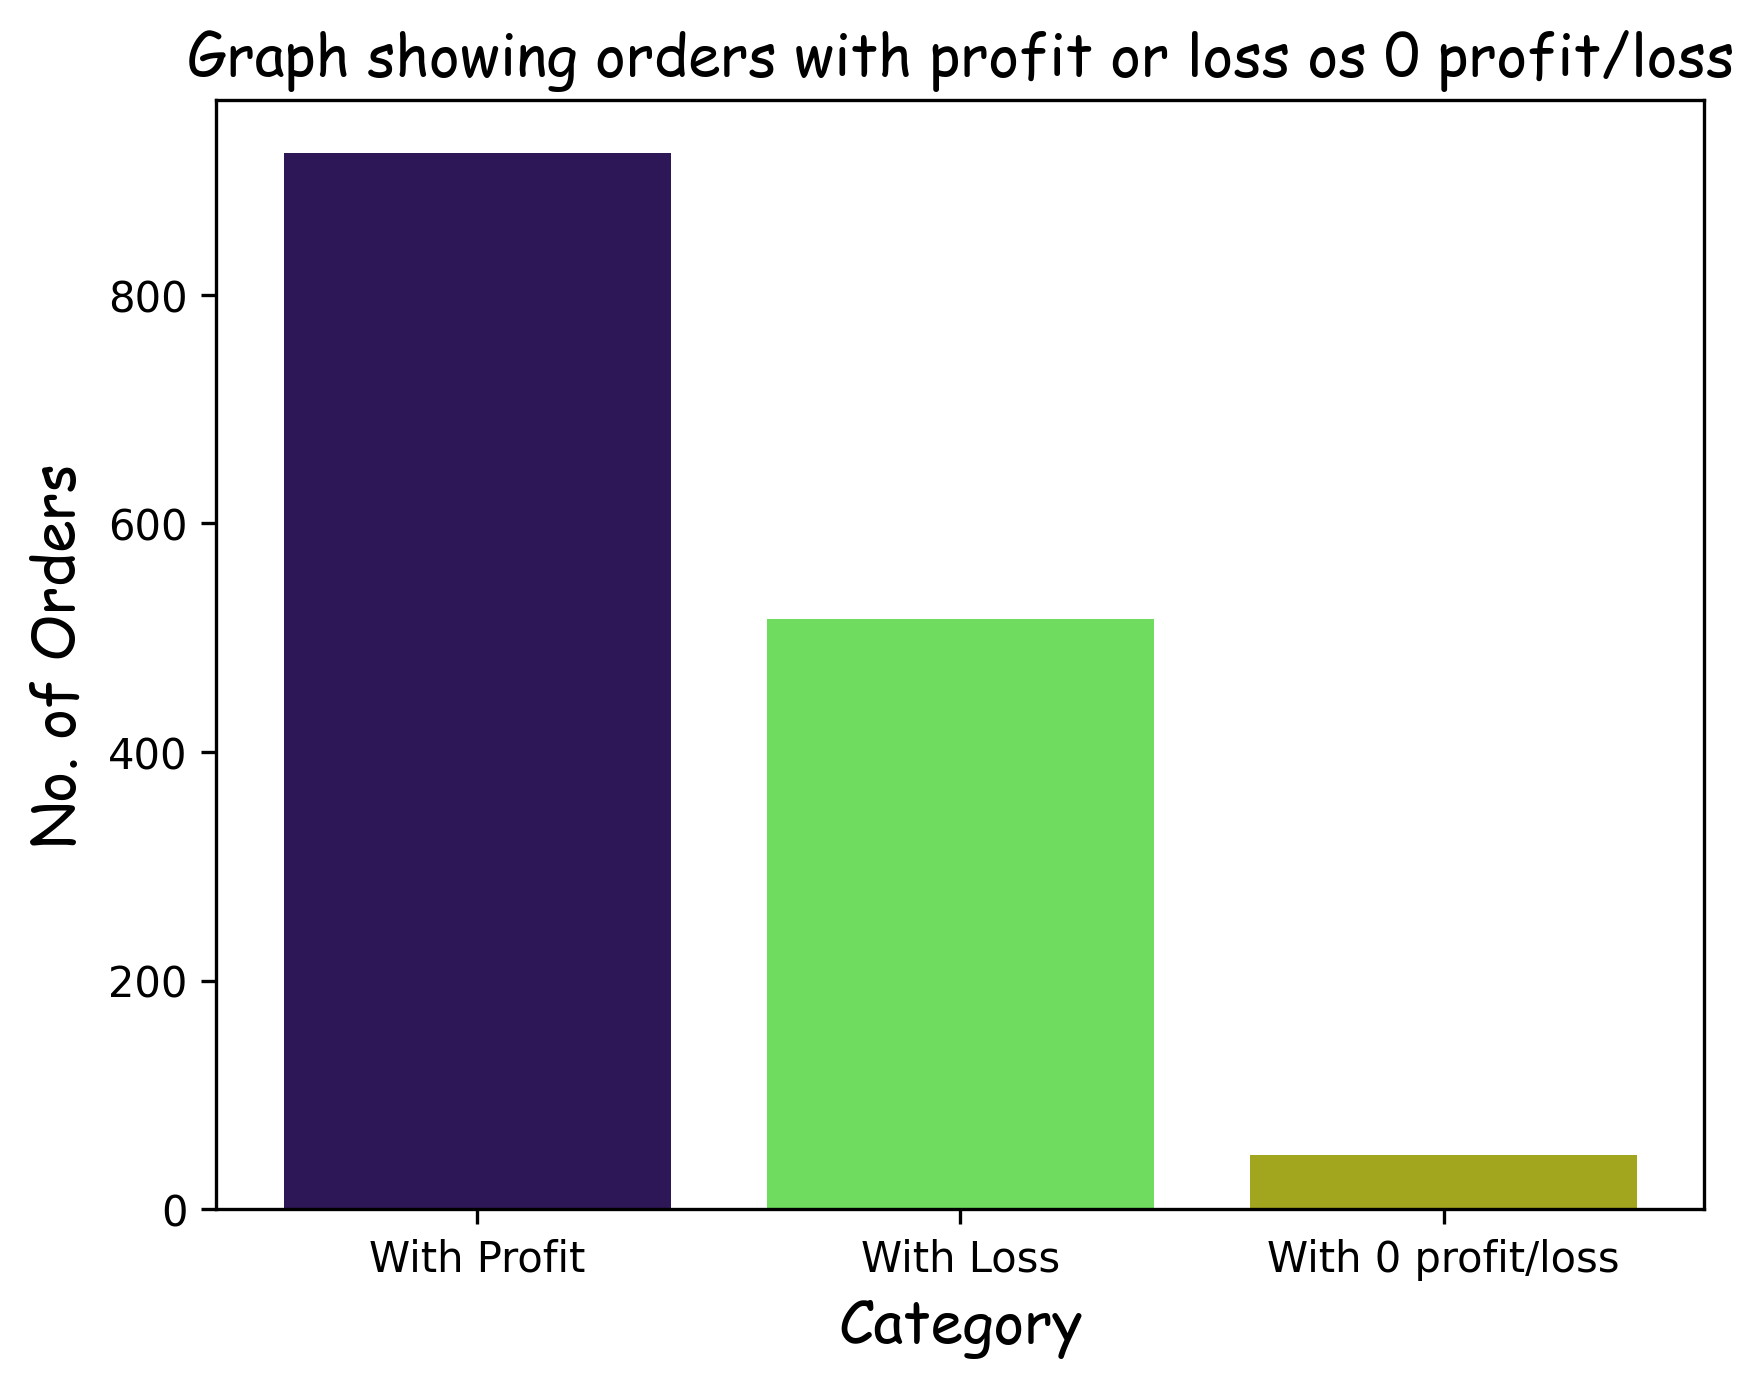 Graph showing orders with profit or loss os 0 profit/loss
800
600
400
200
0
No. of Orders
With Profit
With Loss
With 0 profit/loss
Category